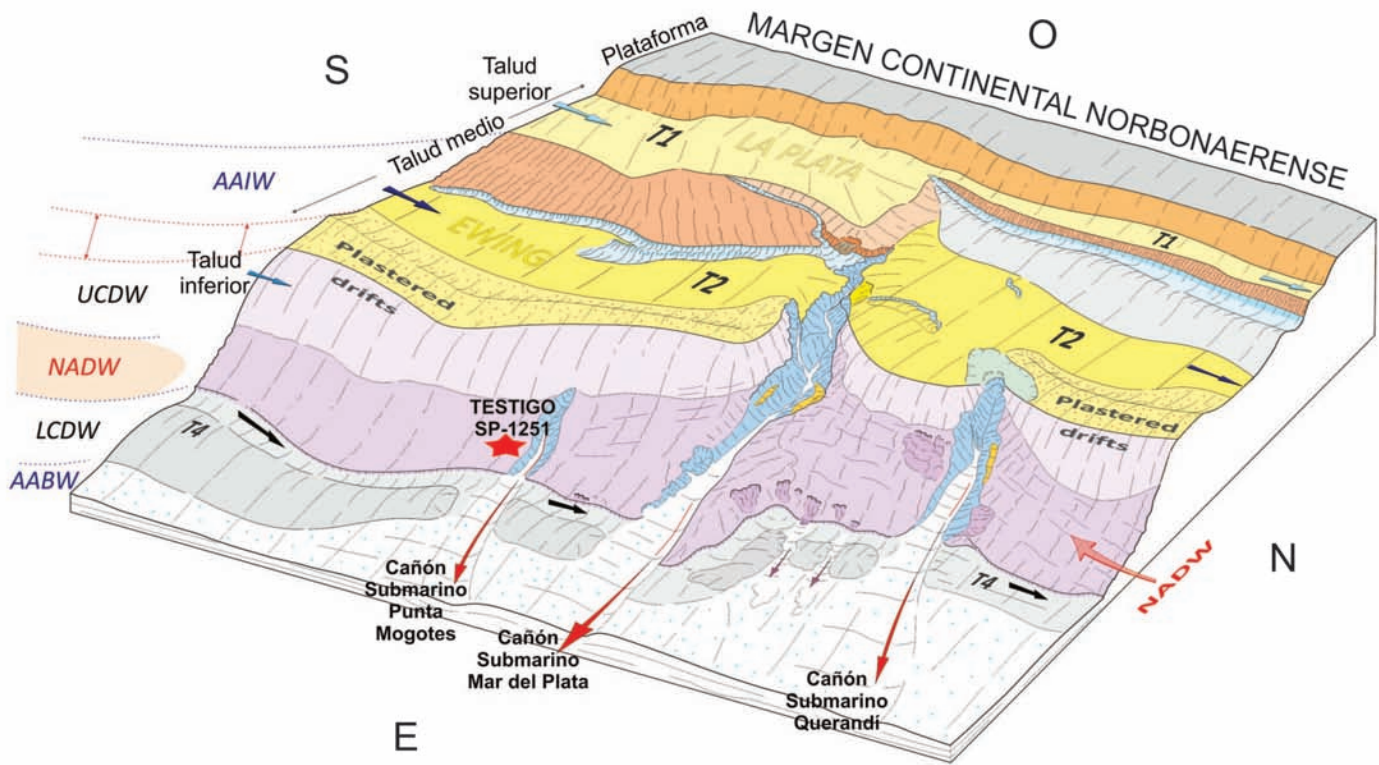 O
MARGEN CONTINENTAL NORBONAERENSE
S
Plataforma
Talud
superior
Talud medio
T1
LA PLATA
AAIW
EWING
T1
Talud
inferior
UCDW
Plastered
drifts
T2
T2
NADW
Plastered
drifts
TESTIGO
SP-1251
LCDW
T4
AABW
N
NADW
T4
Cañón
Submarino
Punta
Mogotes
Cañón
Submarino
Mar del Plata
Cañón
Submarino
Querandí
E